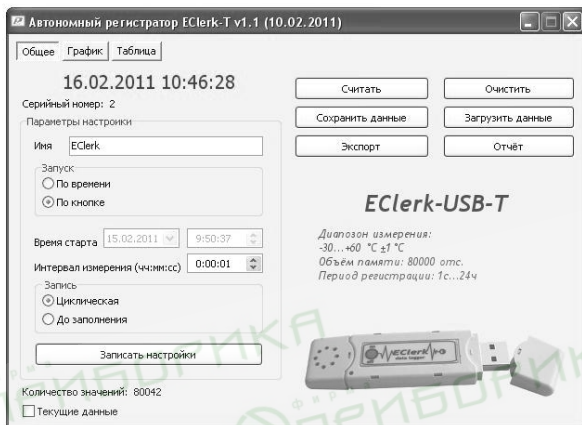 Автономный регистратор EClerk-T v1.1 (10.02.2011)
Общее График Таблица
16.02.2011 10:46:28
Серийный номер: 2
Параметры настройки
Имя EClerk
Запуск
По времени
По кнопке
Время старта 15.02.2011 9:50:37
Интервал измерения (чч:мм:сс) 0:00:01
Запись
Циклическая
До заполнения
Записать настройки
Количество значений: 80042
Текущие данные
Считать Очистить
Сохранить данные Загрузить данные
Экспорт Отчёт
EClerk-USB-T
Диапозон измерения:
-30...+60 °C ±1 °C
Объём памяти: 80000 отс.
Период регистрации: 1с...24ч
EClerk
фирма
ПРИБОРИКА
фирма
ПРИБОРИКА